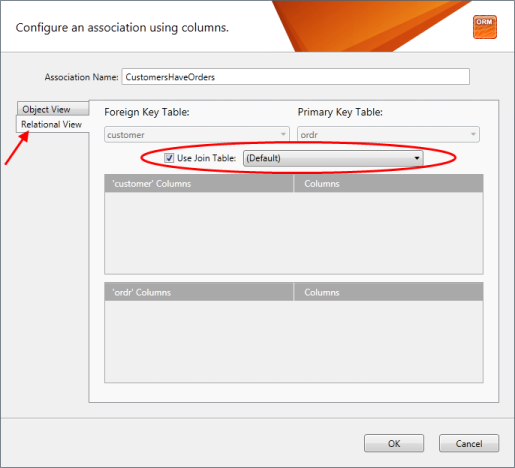 Configure an association using columns.
ORM
Association Name: CustomersHaveOrders
Object View
Relational View
Foreign Key Table: Primary Key Table:
customer ordr
Use Join Table: (Default)
'customer' Columns Columns
'ordr' Columns Columns
OK Cancel